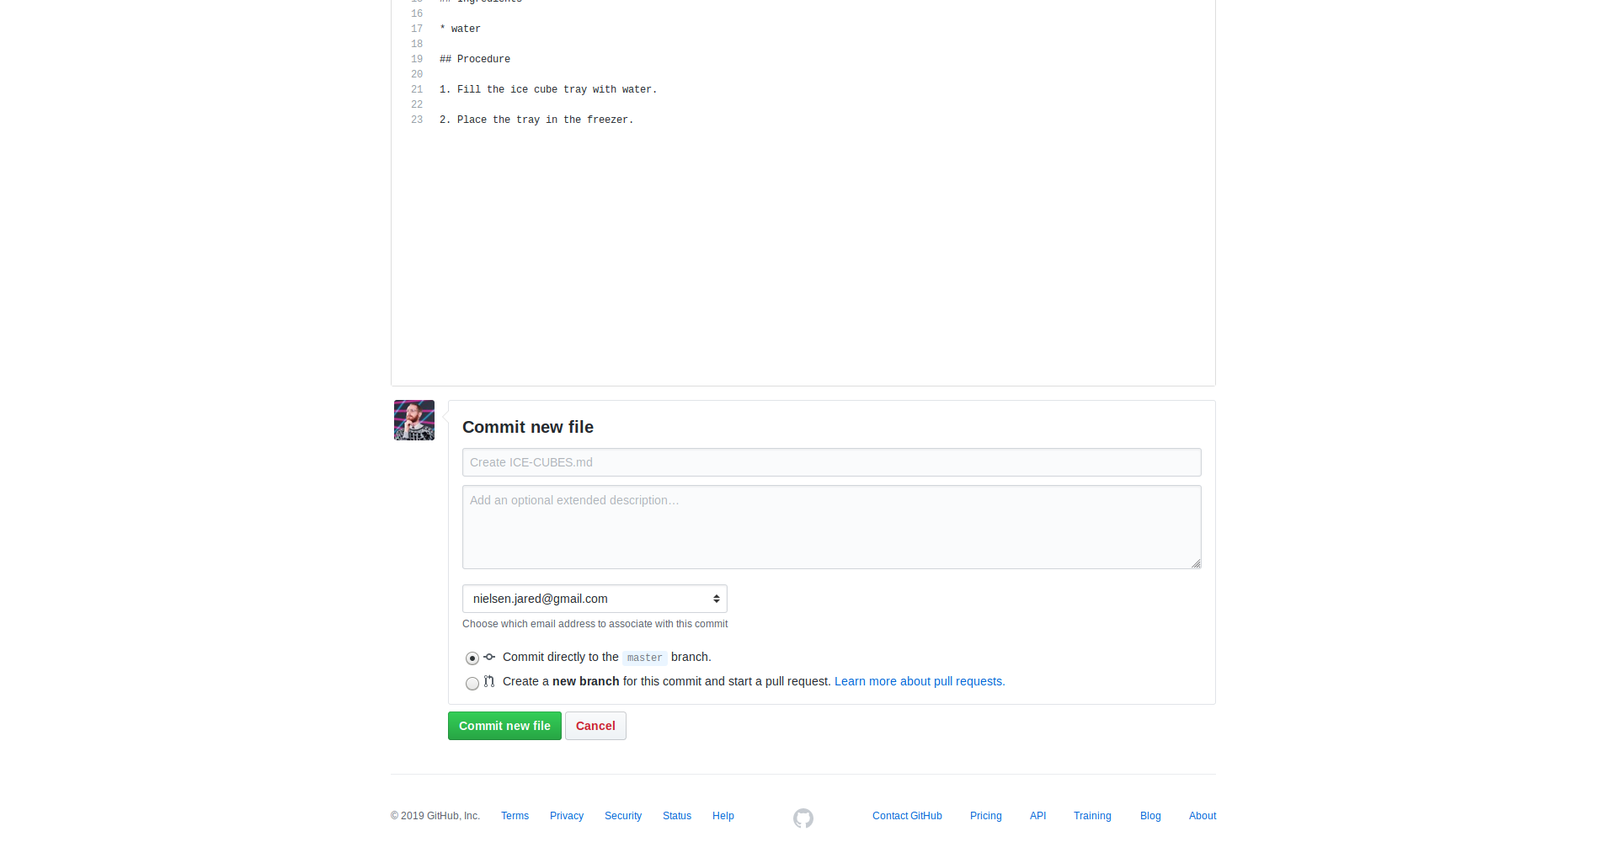 15 ## Ingredients
16
17 * water
18
19 ## Procedure
20
21 1. Fill the ice cube tray with water.
22
23 2. Place the tray in the freezer.
Commit new file
Create ICE-CUBES.md
Add an optional extended description…
nielsen.jared@gmail.com
Choose which email address to associate with this commit
Commit directly to the master branch.
Create a new branch for this commit and start a pull request. Learn more about pull requests.
Commit new file Cancel
© 2019 GitHub, Inc. Terms Privacy Security Status Help Contact GitHub Pricing API Training Blog About